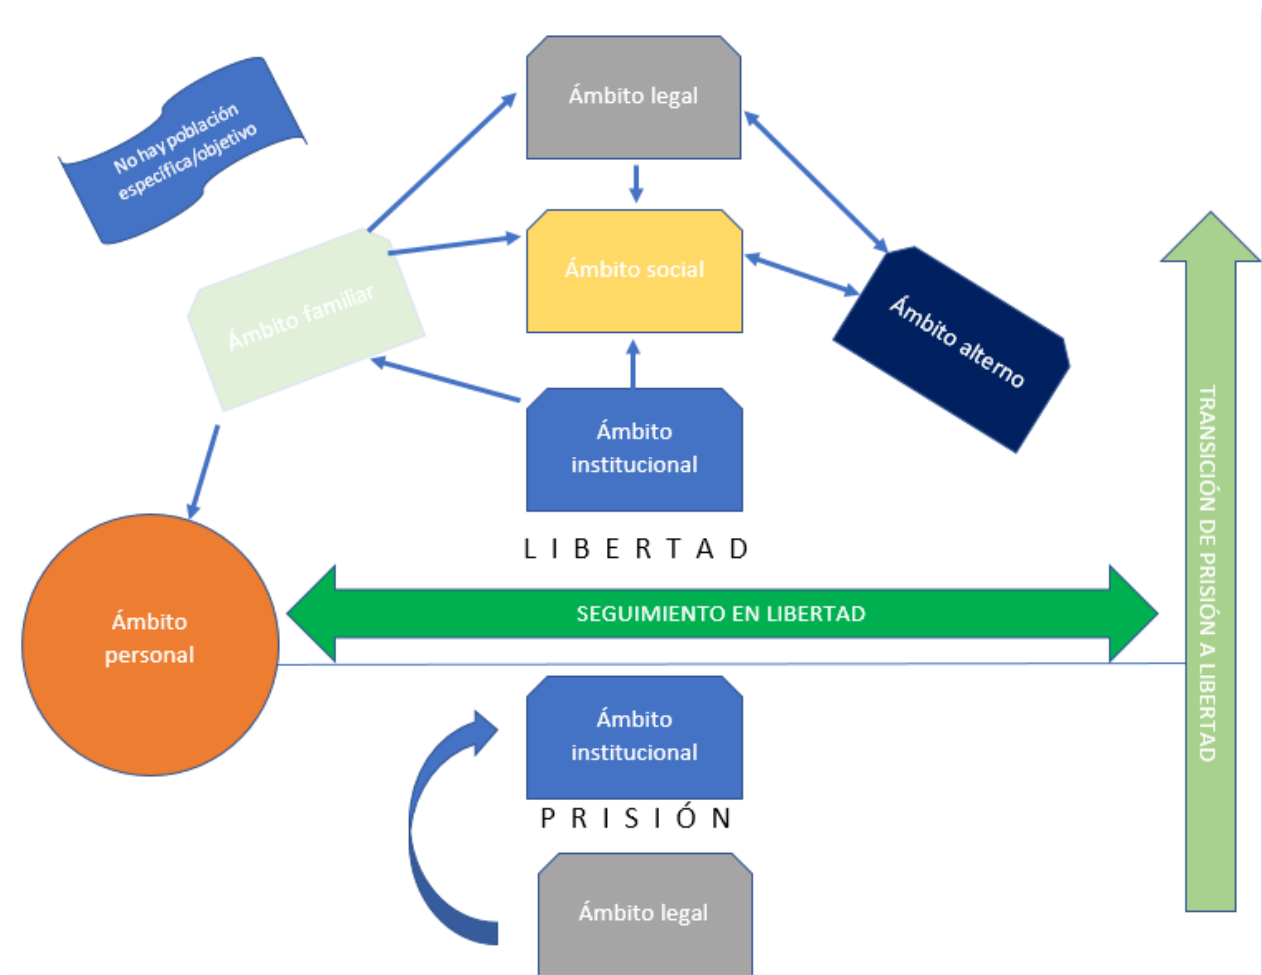 Ámbito legal
No hay población
específica/objetivo
Ámbito social
Ámbito familiar
Ámbito alterno
Ámbito
institucional
LIBERTAD
SEGUIMIENTO EN LIBERTAD
TRANSICIÓN DE PRISIÓN A LIBERTAD
Ámbito
personal
Ámbito
institucional
PRISIÓN
Ámbito legal